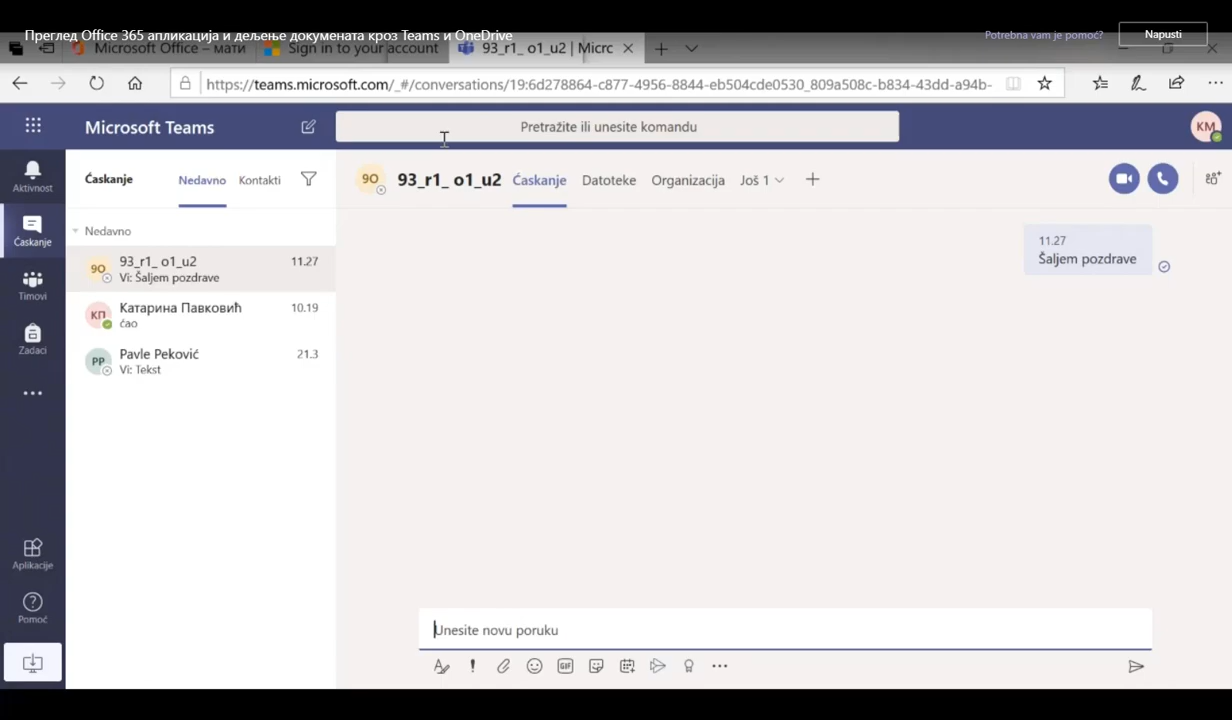 Преглед Office 365 апликација и дељење докумената кроз Teams и OneDrive
Potrebna vam je pomoć?
Napusti
Microsoft Office – мати
Sign in to your account
93_r1_ o1_u2 | Micrc
https://teams.microsoft.com/_#/conversations/19:6d278864-c877-4956-8844-eb504cde0530_809a508c-b834-43dd-a94b-
Microsoft Teams
Pretražite ili unesite komandu
KM
Aktivnost
Ćaskanje
Timovi
Zadaci
Aplikacije
Pomoć
Ćaskanje
Nedavno
Kontakti
Nedavno
9O
93_r1_ o1_u2
11.27
Vi: Šaljem pozdrave
КП
Катарина Павковић
10.19
ćao
PP
Pavle Peković
21.3
Vi: Tekst
9O
93_r1_ o1_u2
Ćaskanje
Datoteke
Organizacija
Još 1
11.27
Šaljem pozdrave
Unesite novu poruku
GIF